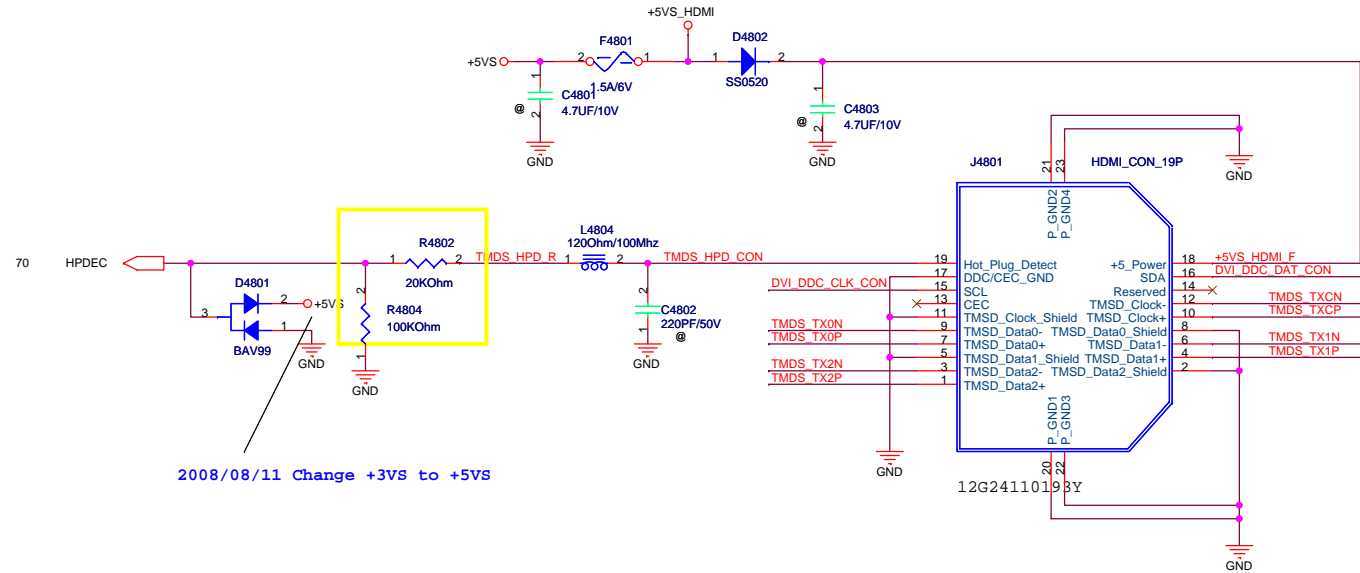 +5VS_HDMI
F4801
D4802
+5VS
2
1
1
2
1.5A/6V
SS0520
1
C4801
4.7UF/10V
@
2
GND
1
C4803
4.7UF/10V
@
2
GND
J4801
HDMI_CON_19P
21
23
GND
P_GND2
P_GND4
70
HPDEC
R4802
1
2
20KOhm
TMDS_HPD_R
L4804
120Ohm/100Mhz
1
2
TMDS_HPD_CON
D4801
3
2
+5VS
1
BAV99
GND
2
R4804
100KOhm
1
GND
2
C4802
220PF/50V
1
@
GND
DVI_DDC_CLK_CON
TMDS_TX0N
TMDS_TX0P
TMDS_TX2N
TMDS_TX2P
19 Hot_Plug_Detect
17 DDC/CEC_GND
15 SCL
13 CEC
11 TMSD_Clock_Shield
9 TMSD_Data0-
7 TMSD_Data0+
5 TMSD_Data1_Shield
3 TMSD_Data2-
1 TMSD_Data2+
+5_Power 18 +5VS_HDMI_F
SDA 16 DVI_DDC_DAT_CON
Reserved 14
TMSD_Clock- 12 TMDS_TXCN
TMSD_Clock+ 10 TMDS_TXCP
TMSD_Data0_Shield 8
TMSD_Data1- 6 TMDS_TX1N
TMSD_Data1+ 4 TMDS_TX1P
TMSD_Data2_Shield 2
P_GND1
P_GND3
20
22
GND
12G24110193Y
GND
2008/08/11 Change +3VS to +5VS